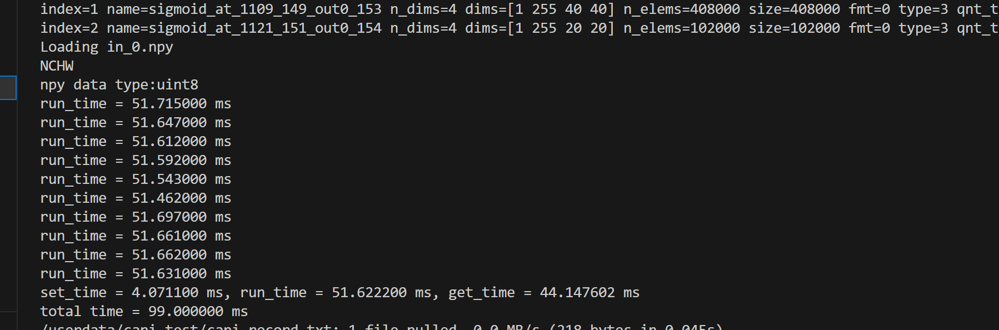 index=1 name=sigmoid_at_1109_149_out0_153 n_dims=4 dims=[1 255 40 40] n_elems=408000 size=408000 fmt=0 type=3 qnt_t
index=2 name=sigmoid_at_1121_151_out0_154 n_dims=4 dims=[1 255 20 20] n_elems=102000 size=102000 fmt=0 type=3 qnt_t
Loading in_0.npy
NCHW
npy data type:uint8
run_time = 51.715000 ms
run_time = 51.647000 ms
run_time = 51.612000 ms
run_time = 51.592000 ms
run_time = 51.543000 ms
run_time = 51.462000 ms
run_time = 51.697000 ms
run_time = 51.661000 ms
run_time = 51.662000 ms
run_time = 51.631000 ms
set_time = 4.071100 ms, run_time = 51.622200 ms, get_time = 44.147602 ms
total time = 99.000000 ms
/userdata/capi_test/capi_record.txt: 1 file pulled. 0.0 MB/s (218 bytes in 0.045s)